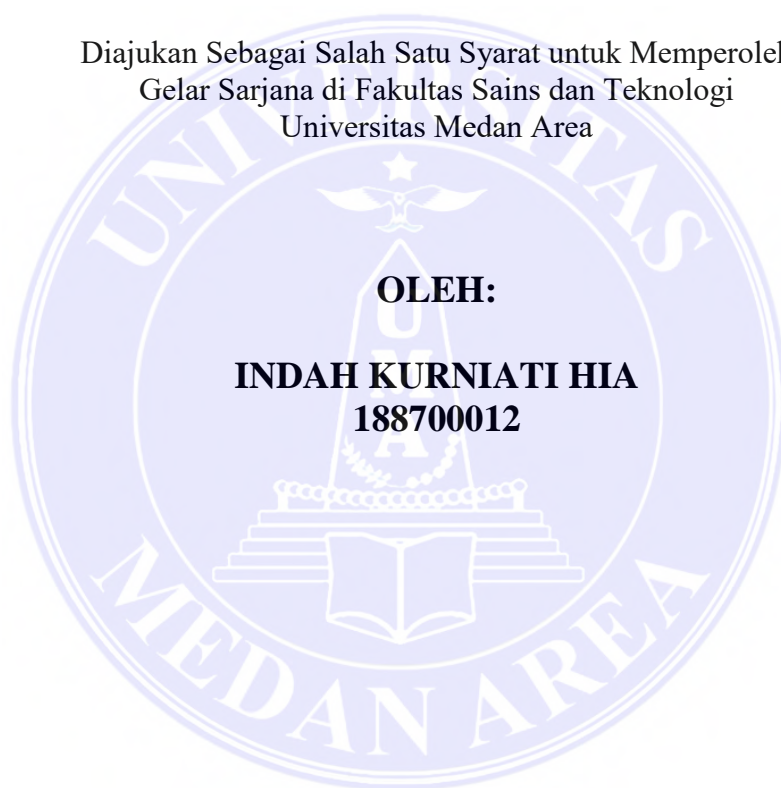 Diajukan Sebagai Salah Satu Syarat untuk Memperoleh
Gelar Sarjana di Fakultas Sains dan Teknologi
Universitas Medan Area
UNIVERSITAS
OLEH:
UMA
INDAH KURNIATI HIA
188700012
MEDAN AREA